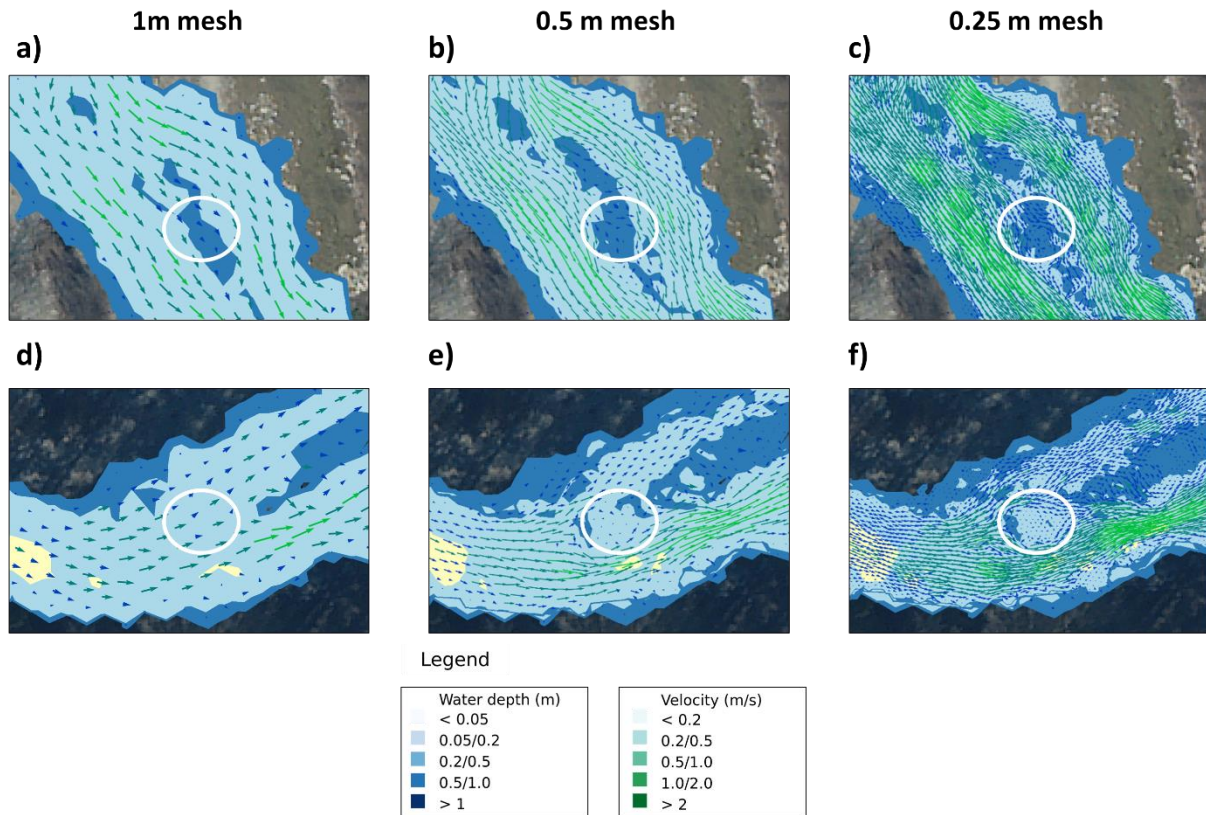 1m mesh
0.5 m mesh
0.25 m mesh
a)
b)
c)
d)
e)
f)
Legend
Water depth (m)
< 0.05
0.05/0.2
0.2/0.5
0.5/1.0
> 1
Velocity (m/s)
< 0.2
0.2/0.5
0.5/1.0
1.0/2.0
> 2